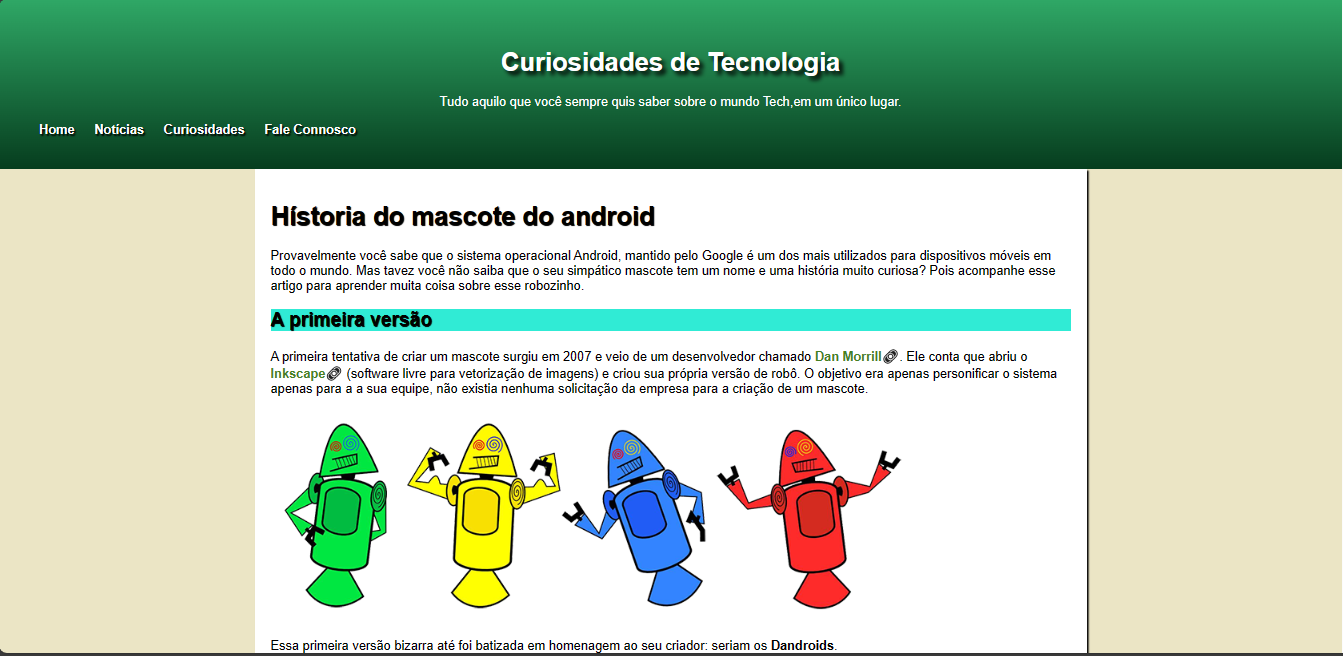 Curiosidades de Tecnologia
Tudo aquilo que você sempre quis saber sobre o mundo Tech,em um único lugar.
Home Notícias Curiosidades Fale Connosco
Hístoria do mascote do android
Provavelmente você sabe que o sistema operacional Android, mantido pelo Google é um dos mais utilizados para dispositivos móveis em
todo o mundo. Mas tavez você não saiba que o seu simpático mascote tem um nome e uma história muito curiosa? Pois acompanhe esse
artigo para aprender muita coisa sobre esse robozinho.
A primeira versão
A primeira tentativa de criar um mascote surgiu em 2007 e veio de um desenvolvedor chamado Dan Morrill. Ele conta que abriu o
Inkscape (software livre para vetorização de imagens) e criou sua própria versão de robô. O objetivo era apenas personificar o sistema
apenas para a a sua equipe, não existia nenhuma solicitação da empresa para a criação de um mascote.
Essa primeira versão bizarra até foi batizada em homenagem ao seu criador: seriam os Dandroids.